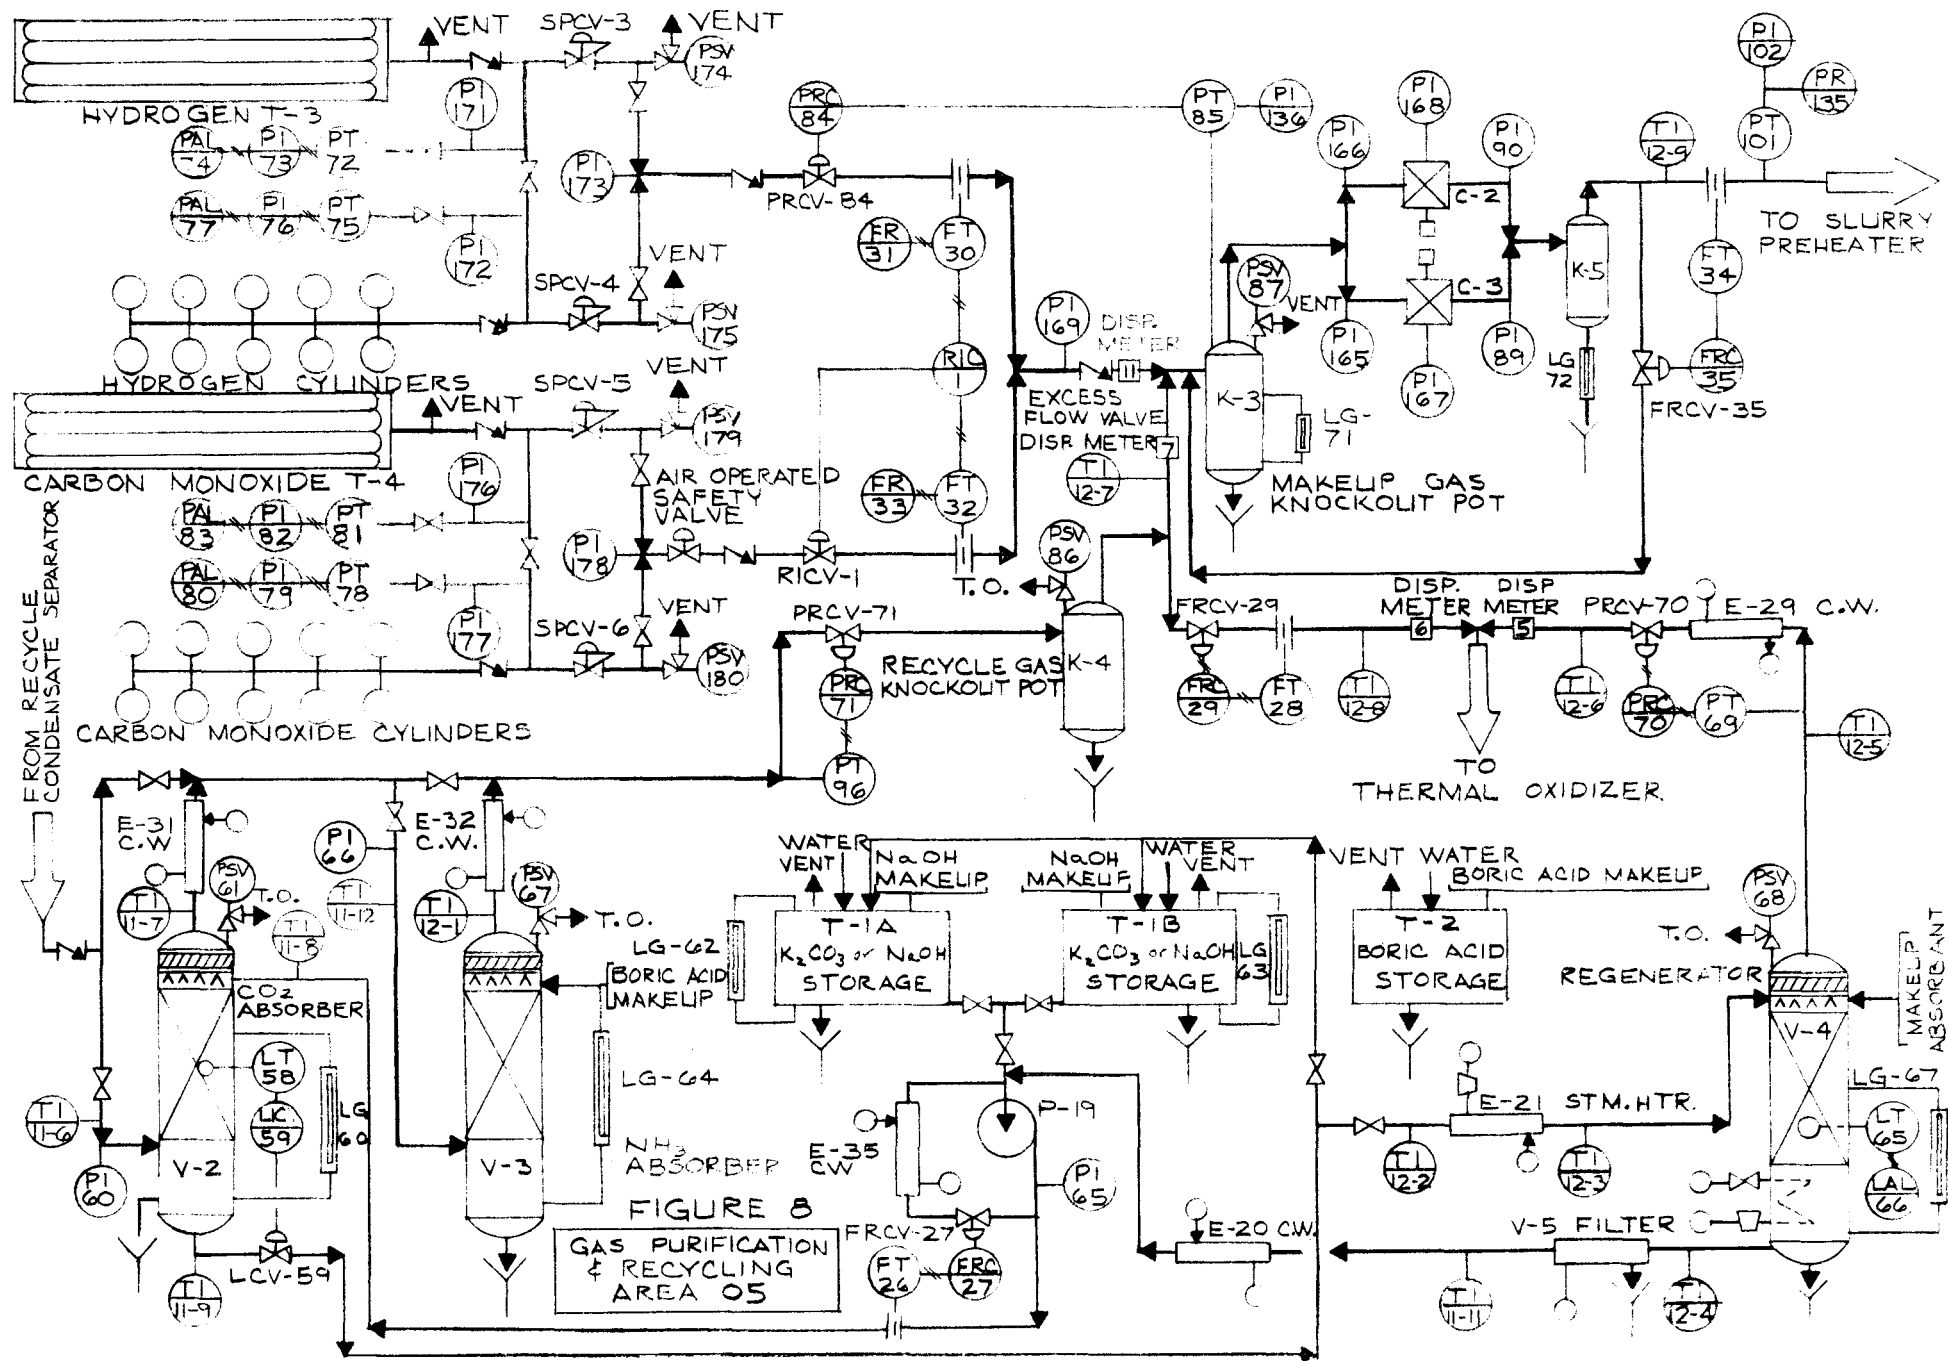 VENT
SPCV-3
VENT
PSV
174
PI
171
HYDROGEN T-3
PAL
74
PI
73
PT
72
PAL
77
PI
76
PT
75
PI
172
PI
173
PRC
84
PRCV-84
PT
85
PI
136
FR
31
FT
30
VENT
SPCV-4
PSV
175
HYDROGEN CYLINDERS
PI
102
PR
135
PT
101
PI
168
PI
166
PI
90
TI
12-9
C-2
C-3
PI
165
PI
167
PI
89
K-5
LG
72
TO SLURRY
PREHEATER
FT
34
FRC
35
FRCV-35
PSV
87
VENT
PI
169
DISP.
METER
RIC
1
EXCESS
FLOW VALVE
DISP. METER
7
11
K-3
LG-
71
MAKEUP GAS
KNOCKOUT POT
TI
12-7
VENT
SPCV-5
VENT
PSV
179
CARBON MONOXIDE T-4
PI
176
PAL
83
PI
82
PT
81
PAL
80
PI
79
PT
78
PI
177
AIR OPERATED
SAFETY
VALVE
PI
178
FR
33
FT
32
RICV-1
VENT
SPCV-6
PSV
180
CARBON MONOXIDE CYLINDERS
FROM RECYCLE
CONDENSATE SEPARATOR
PSV
86
T.O.
PRCV-71
PRC
71
PT
96
RECYCLE GAS
KNOCKOUT POT
K-4
FRCV-29
FRC
29
FT
28
TI
12-8
DISP.
METER
6
DISP
METER
5
TI
12-6
PRCV-70
PRC
70
PT
69
E-29 C.W.
TI
12-5
TO
THERMAL OXIDIZER
E-31
C.W
TI
11-7
PSV
61
T.O.
TI
11-8
PI
66
TI
11-12
E-32
C.W.
TI
12-1
PSV
67
T.O.
CO2
ABSORBER
LT
58
LIC
59
LG
60
V-2
TI
11-6
PI
60
LCV-59
TI
11-9
BORIC ACID
MAKEUP
LG-64
V-3
NH3
ABSORBER
WATER
VENT
NaOH
MAKEUP
LG-62
T-1A
K2CO3 or NaOH
STORAGE
NaOH
MAKEUP
WATER
VENT
T-1B
K2CO3 or NaOH
STORAGE
LG
63
VENT
WATER
BORIC ACID MAKEUP
T-2
BORIC ACID
STORAGE
P-19
E-35
CW
PI
65
FRCV-27
FT
26
FRC
27
E-20 C.W.
PSV
68
T.O.
REGENERATOR
V-4
MAKEUP
ABSORBANT
E-21
STM. HTR.
TI
12-2
TI
12-3
LG-67
LT
65
LAL
66
V-5 FILTER
TI
11-11
TI
12-4
FIGURE 8
GAS PURIFICATION
& RECYCLING
AREA 05